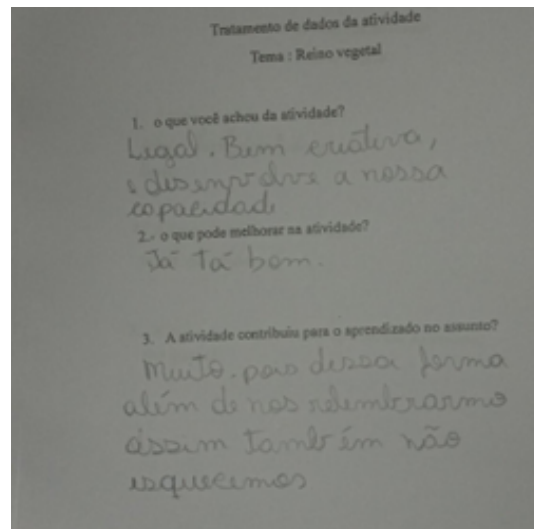 Tratamento de dados da atividade
Tema : Reino vegetal
1. o que você achou da atividade?
Legal. Bem criativa,
e desenvolve a nossa
capacidad
2.- o que pode melhorar na atividade?
Já Tá bom.
3. A atividade contribuiu para o aprendizado no assunto?
Muito. pois dessa forma
além de nos relembrarmo
assim também não
esquecemos